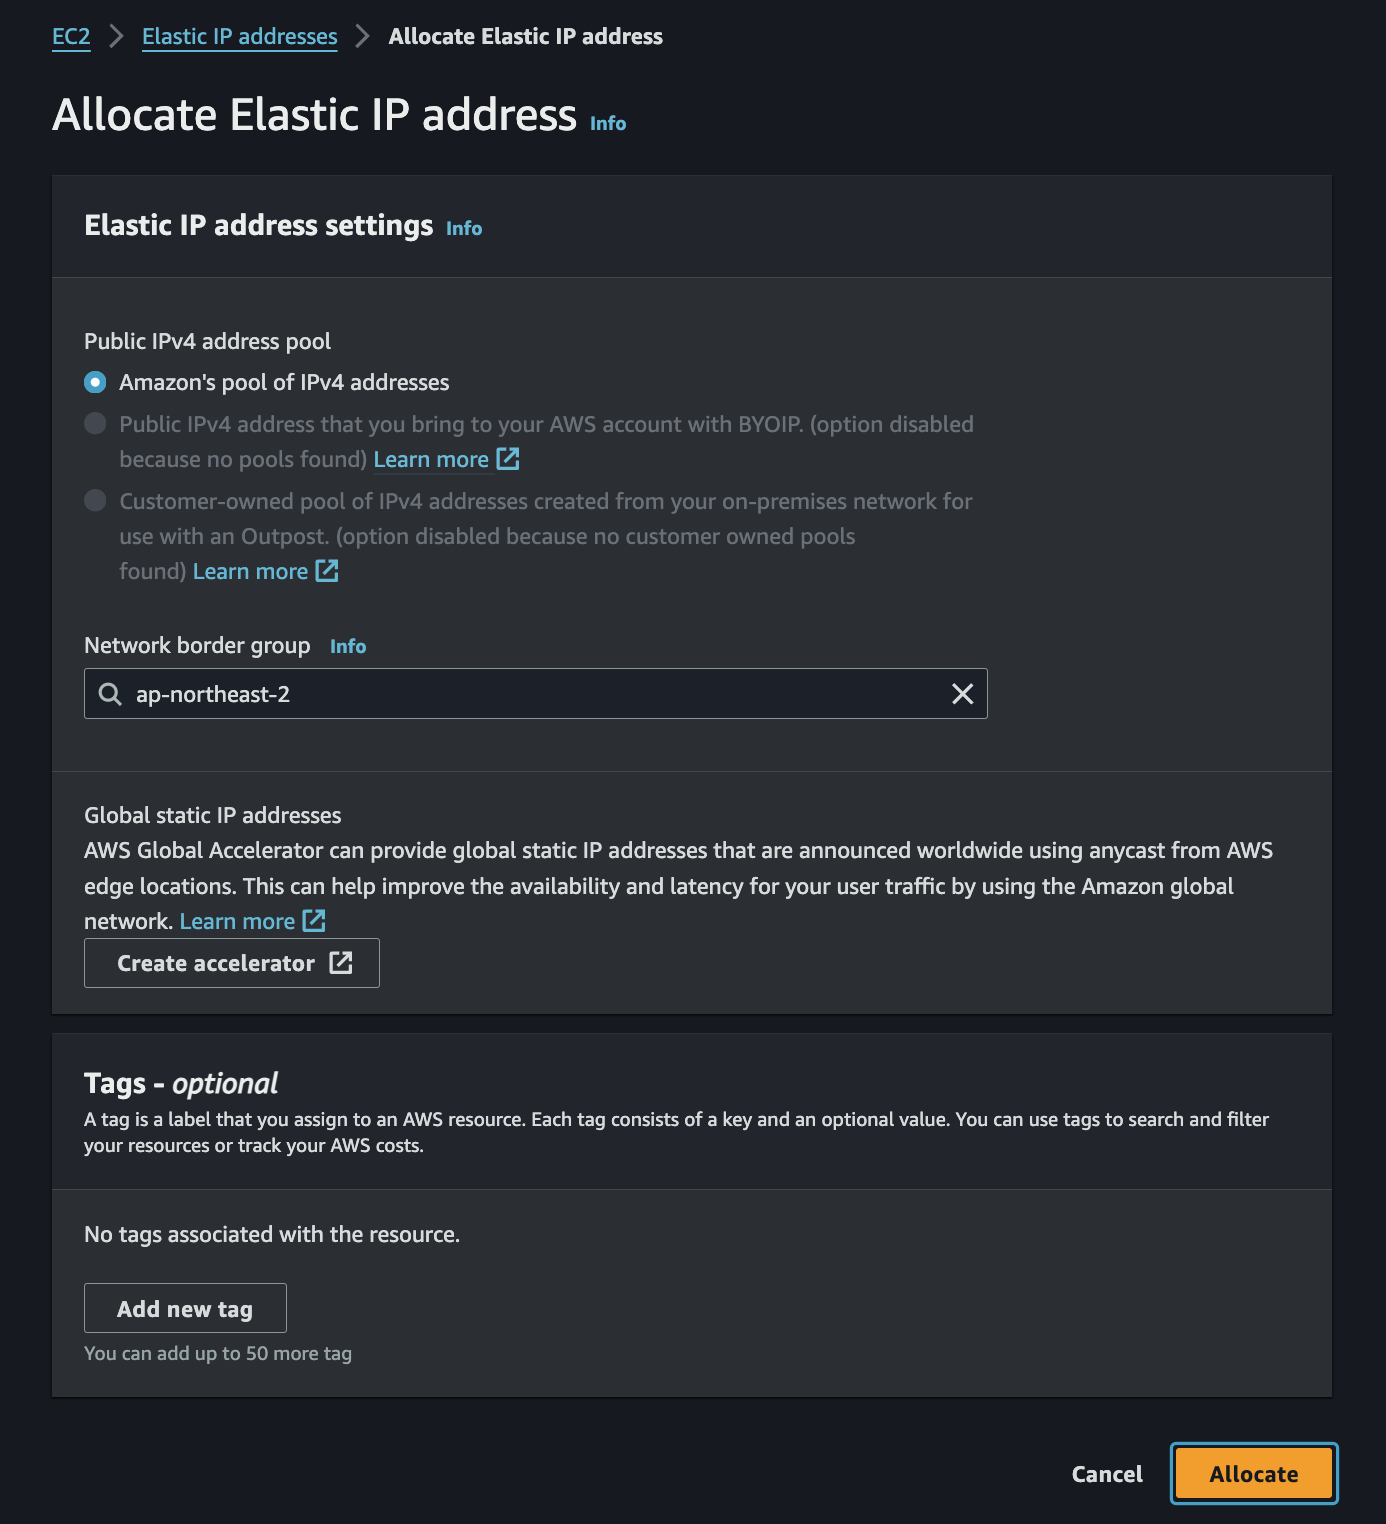 EC2 > Elastic IP addresses > Allocate Elastic IP address
Allocate Elastic IP address Info
Elastic IP address settings Info
Public IPv4 address pool
Amazon's pool of IPv4 addresses
Public IPv4 address that you bring to your AWS account with BYOIP. (option disabled
because no pools found) Learn more
Customer-owned pool of IPv4 addresses created from your on-premises network for
use with an Outpost. (option disabled because no customer owned pools
found) Learn more
Network border group Info
ap-northeast-2
Global static IP addresses
AWS Global Accelerator can provide global static IP addresses that are announced worldwide using anycast from AWS
edge locations. This can help improve the availability and latency for your user traffic by using the Amazon global
network. Learn more
Create accelerator
Tags - optional
A tag is a label that you assign to an AWS resource. Each tag consists of a key and an optional value. You can use tags to search and filter
your resources or track your AWS costs.
No tags associated with the resource.
Add new tag
You can add up to 50 more tag
Cancel Allocate